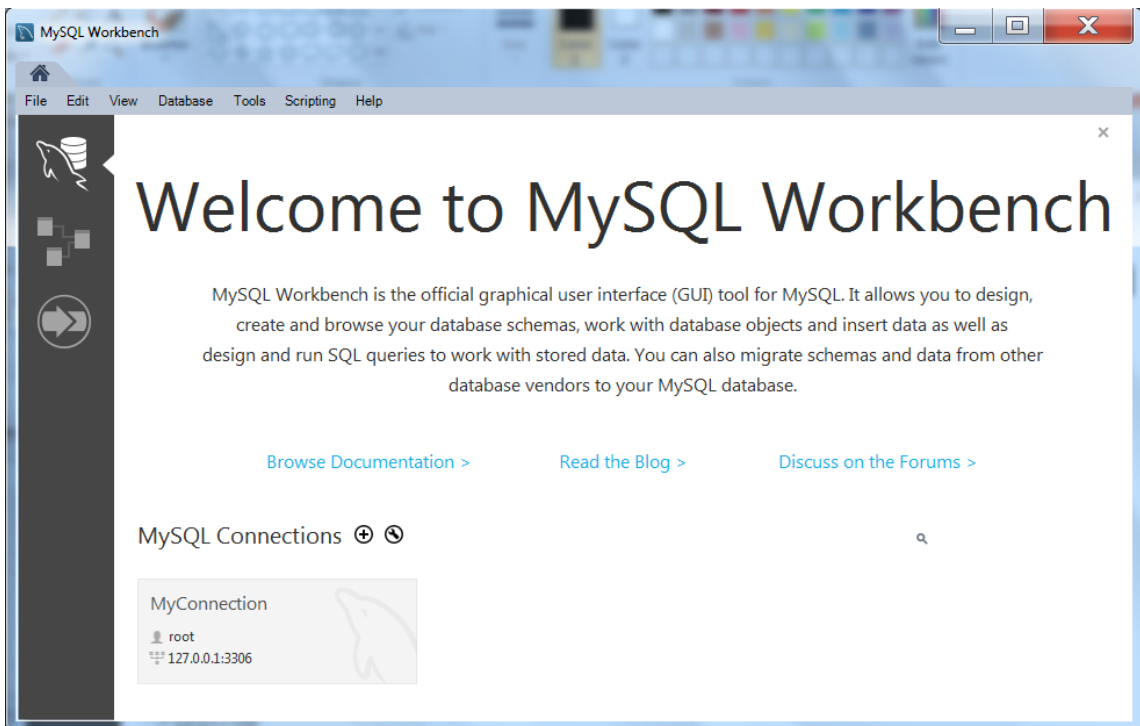 MySQL Workbench
File Edit View Database Tools Scripting Help
Welcome to MySQL Workbench
MySQL Workbench is the official graphical user interface (GUI) tool for MySQL. It allows you to design,
create and browse your database schemas, work with database objects and insert data as well as
design and run SQL queries to work with stored data. You can also migrate schemas and data from other
database vendors to your MySQL database.
Browse Documentation > Read the Blog > Discuss on the Forums >
MySQL Connections
MyConnection
root
127.0.0.1:3306